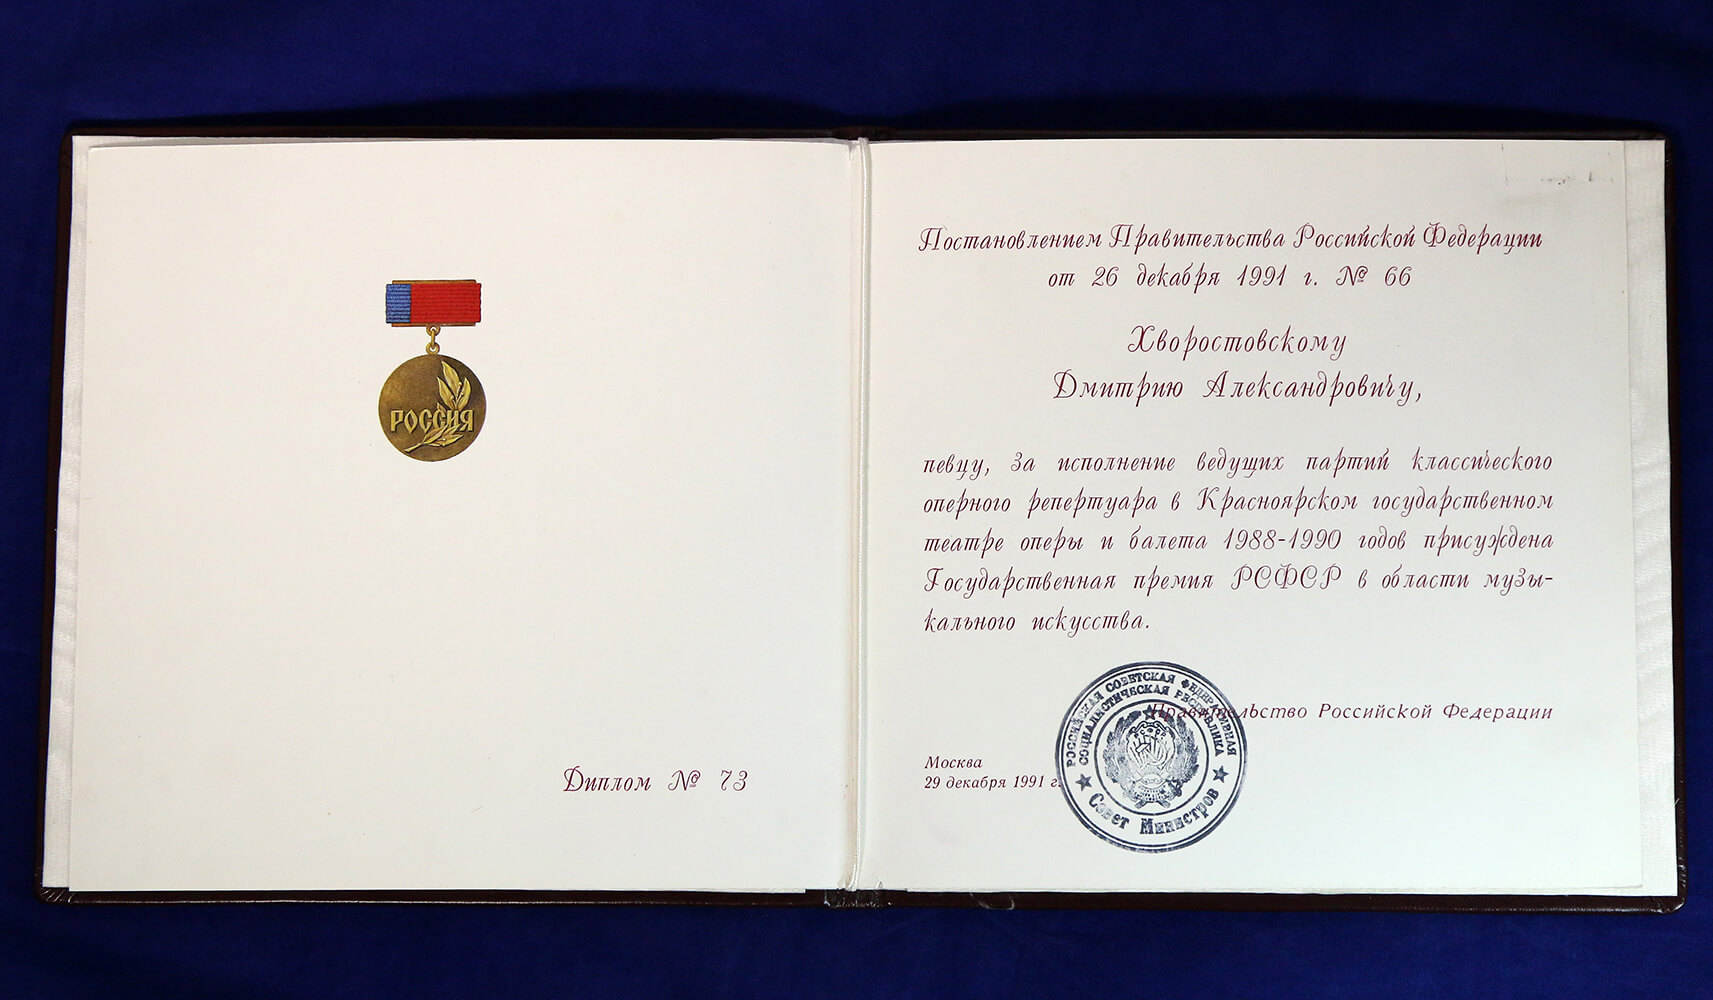 РОССИЯ
Диплом № 73
Постановлением Правительства Российской Федерации
от 26 декабря 1991 г. № 66
Хворостовскому
Дмитрию Александровичу,
певцу, за исполнение ведущих партий классического
оперного репертуара в Красноярском государственном
театре оперы и балета 1988-1990 годов присуждена
Государственная премия РСФСР в области музы-
кального искусства.
Правительство Российской Федерации
Москва
29 декабря 1991 г.
РОССИЙСКАЯ СОВЕТСКАЯ ФЕДЕРАТИВНАЯ
СОЦИАЛИСТИЧЕСКАЯ РЕСПУБЛИКА
Совет Министров